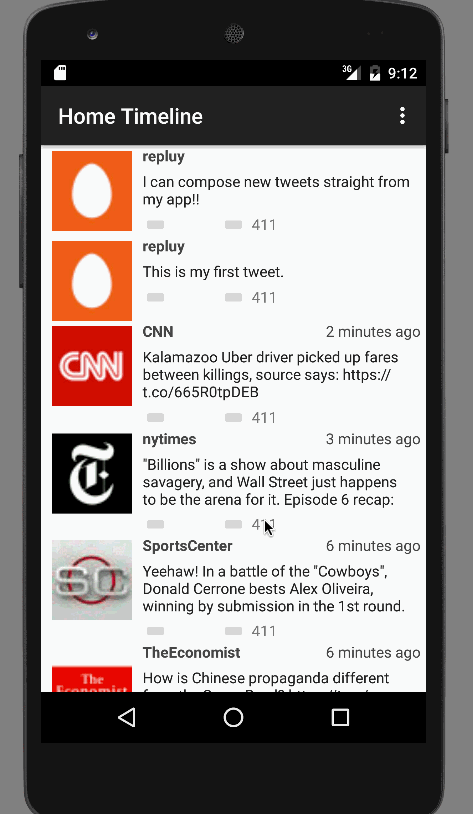 3G 9:12
Home Timeline
repluy
I can compose new tweets straight from
my app!!
411
repluy
This is my first tweet.
411
CNN 2 minutes ago
CNN
Kalamazoo Uber driver picked up fares
between killings, source says: https://
t.co/665R0tpDEB
411
nytimes 3 minutes ago
"Billions" is a show about masculine
savagery, and Wall Street just happens
to be the arena for it. Episode 6 recap:
411
SportsCenter 6 minutes ago
SC
Yeehaw! In a battle of the "Cowboys",
Donald Cerrone bests Alex Oliveira,
winning by submission in the 1st round.
411
TheEconomist 6 minutes ago
The
Economist
How is Chinese propaganda different